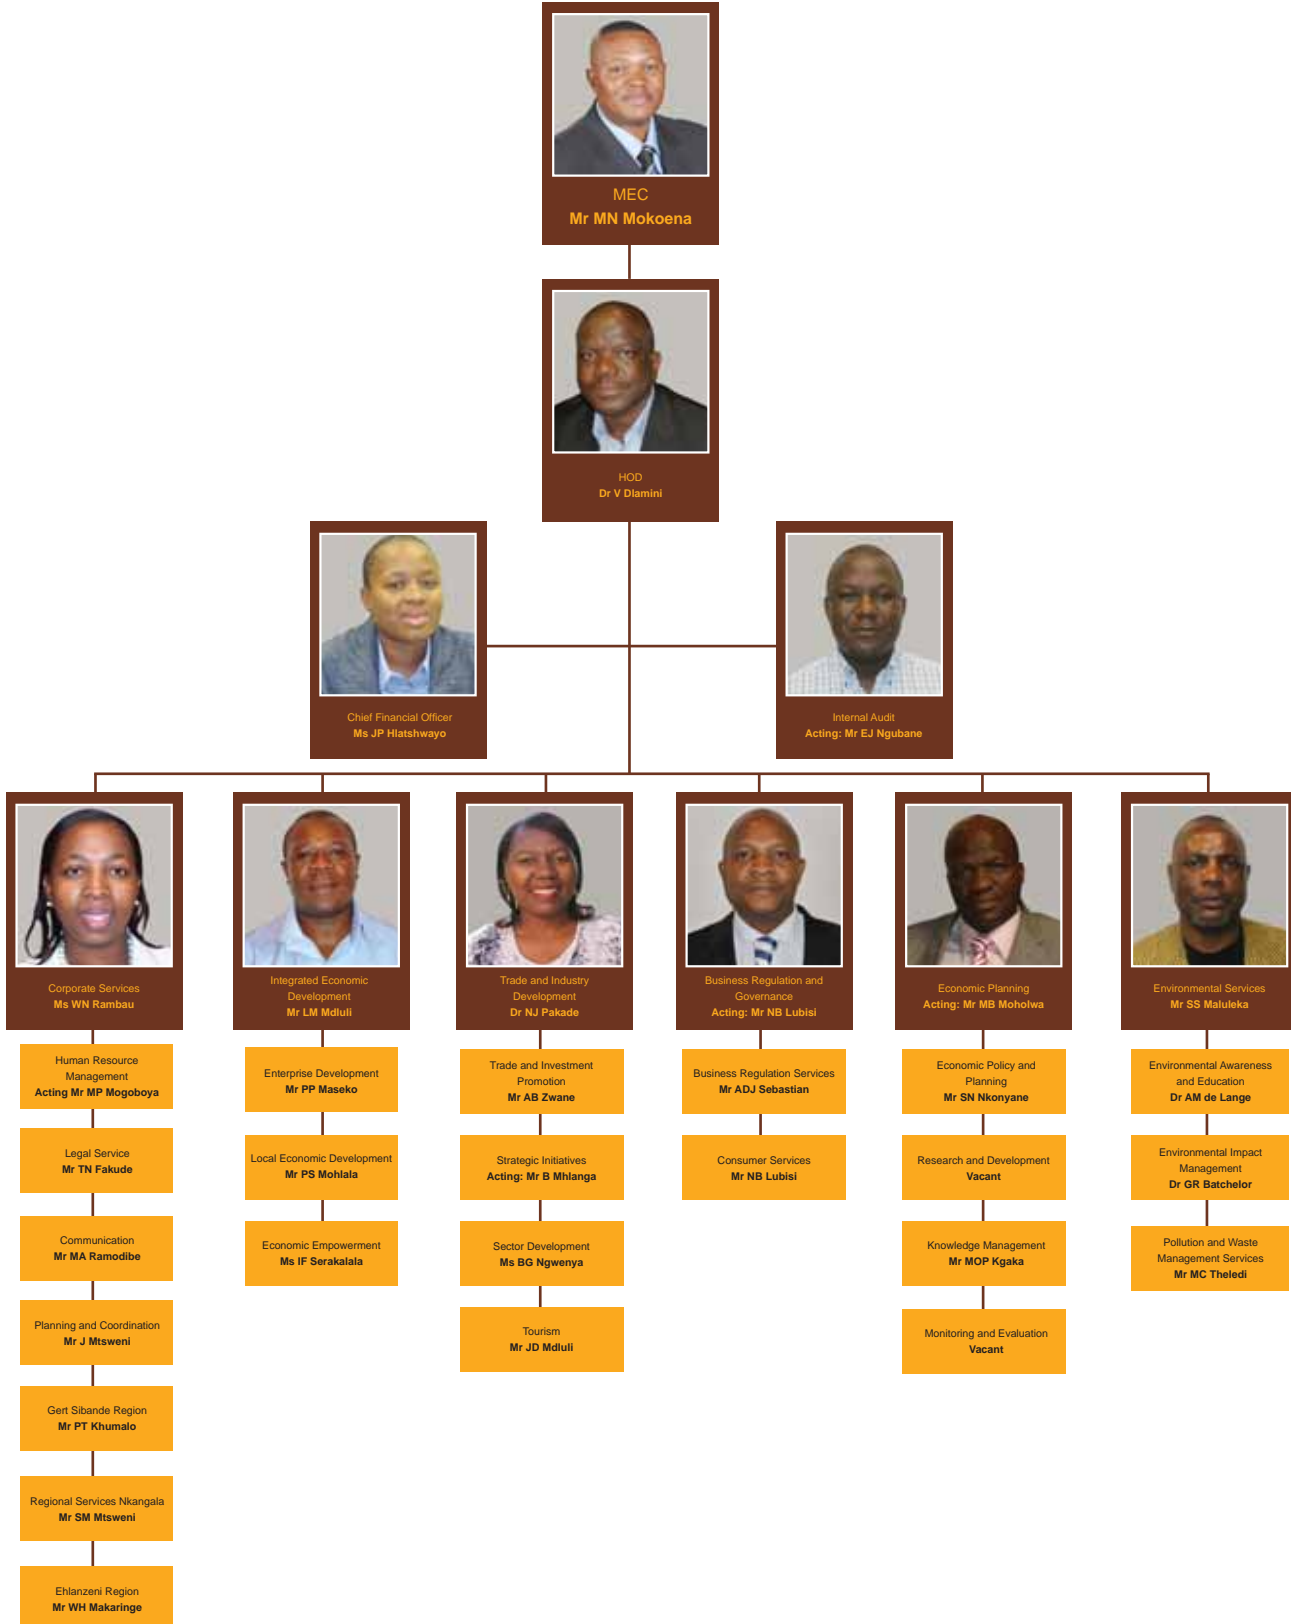 MEC
Mr MN Mokoena
HOD
Dr V Dlamini
Chief Financial Officer
Ms JP Hlatshwayo
Internal Audit
Acting: Mr EJ Ngubane
Corporate Services
Ms WN Rambau
Integrated Economic
Development
Mr LM Mdluli
Trade and Industry
Development
Dr NJ Pakade
Business Regulation and
Governance
Acting: Mr NB Lubisi
Economic Planning
Acting: Mr MB Moholwa
Environmental Services
Mr SS Maluleka
Human Resource
Management
Acting Mr MP Mogoboya
Legal Service
Mr TN Fakude
Communication
Mr MA Ramodibe
Planning and Coordination
Mr J Mtsweni
Gert Sibande Region
Mr PT Khumalo
Regional Services Nkangala
Mr SM Mtsweni
Ehlanzeni Region
Mr WH Makaringe
Enterprise Development
Mr PP Maseko
Local Economic Development
Mr PS Mohlala
Economic Empowerment
Ms IF Serakalala
Trade and Investment
Promotion
Mr AB Zwane
Strategic Initiatives
Acting: Mr B Mhlanga
Sector Development
Ms BG Ngwenya
Tourism
Mr JD Mdluli
Business Regulation Services
Mr ADJ Sebastian
Consumer Services
Mr NB Lubisi
Economic Policy and
Planning
Mr SN Nkonyane
Research and Development
Vacant
Knowledge Management
Mr MOP Kgaka
Monitoring and Evaluation
Vacant
Environmental Awareness
and Education
Dr AM de Lange
Environmental Impact
Management
Dr GR Batchelor
Pollution and Waste
Management Services
Mr MC Theledi